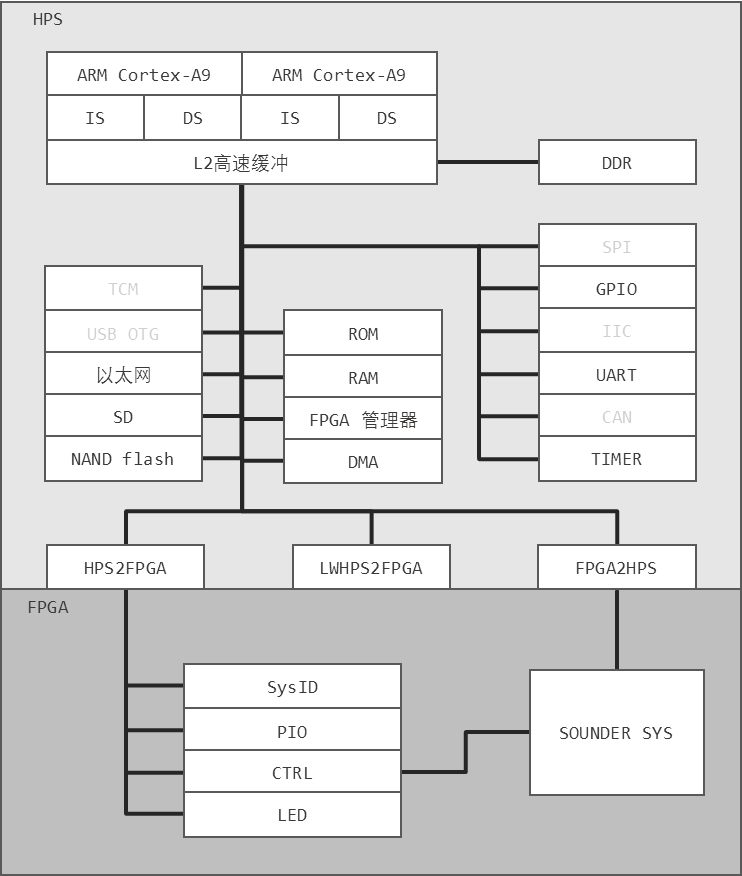 HPS
ARM Cortex-A9
ARM Cortex-A9
IS
DS
IS
DS
L2高速缓冲
DDR
TCM
USB OTG
以太网
SD
NAND flash
ROM
RAM
FPGA 管理器
DMA
SPI
GPIO
IIC
UART
CAN
TIMER
HPS2FPGA
LWHPS2FPGA
FPGA2HPS
FPGA
SysID
PIO
CTRL
LED
SOUNDER SYS